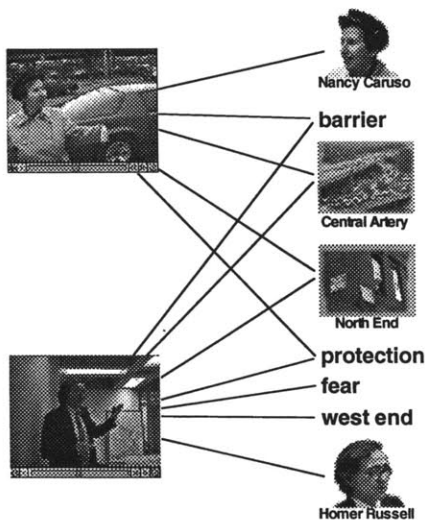 Nancy Caruso
barrier
Central Artery
North End
protection
fear
west end
Homer Russell